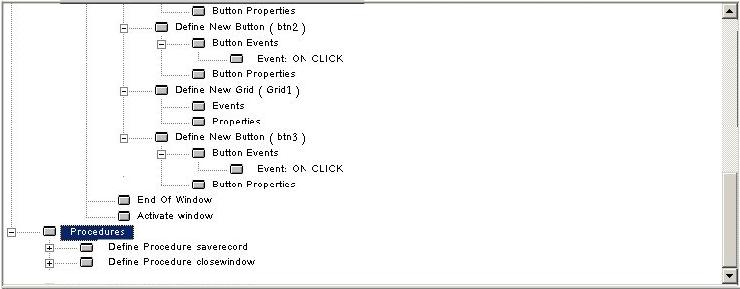 Button Properties
Define New Button ( btn2 )
Button Events
Event: ON CLICK
Button Properties
Define New Grid ( Grid1 )
Events
Properties
Define New Button ( btn3 )
Button Events
Event: ON CLICK
Button Properties
End Of Window
Activate window
Procedures
Define Procedure saverecord
Define Procedure closewindow